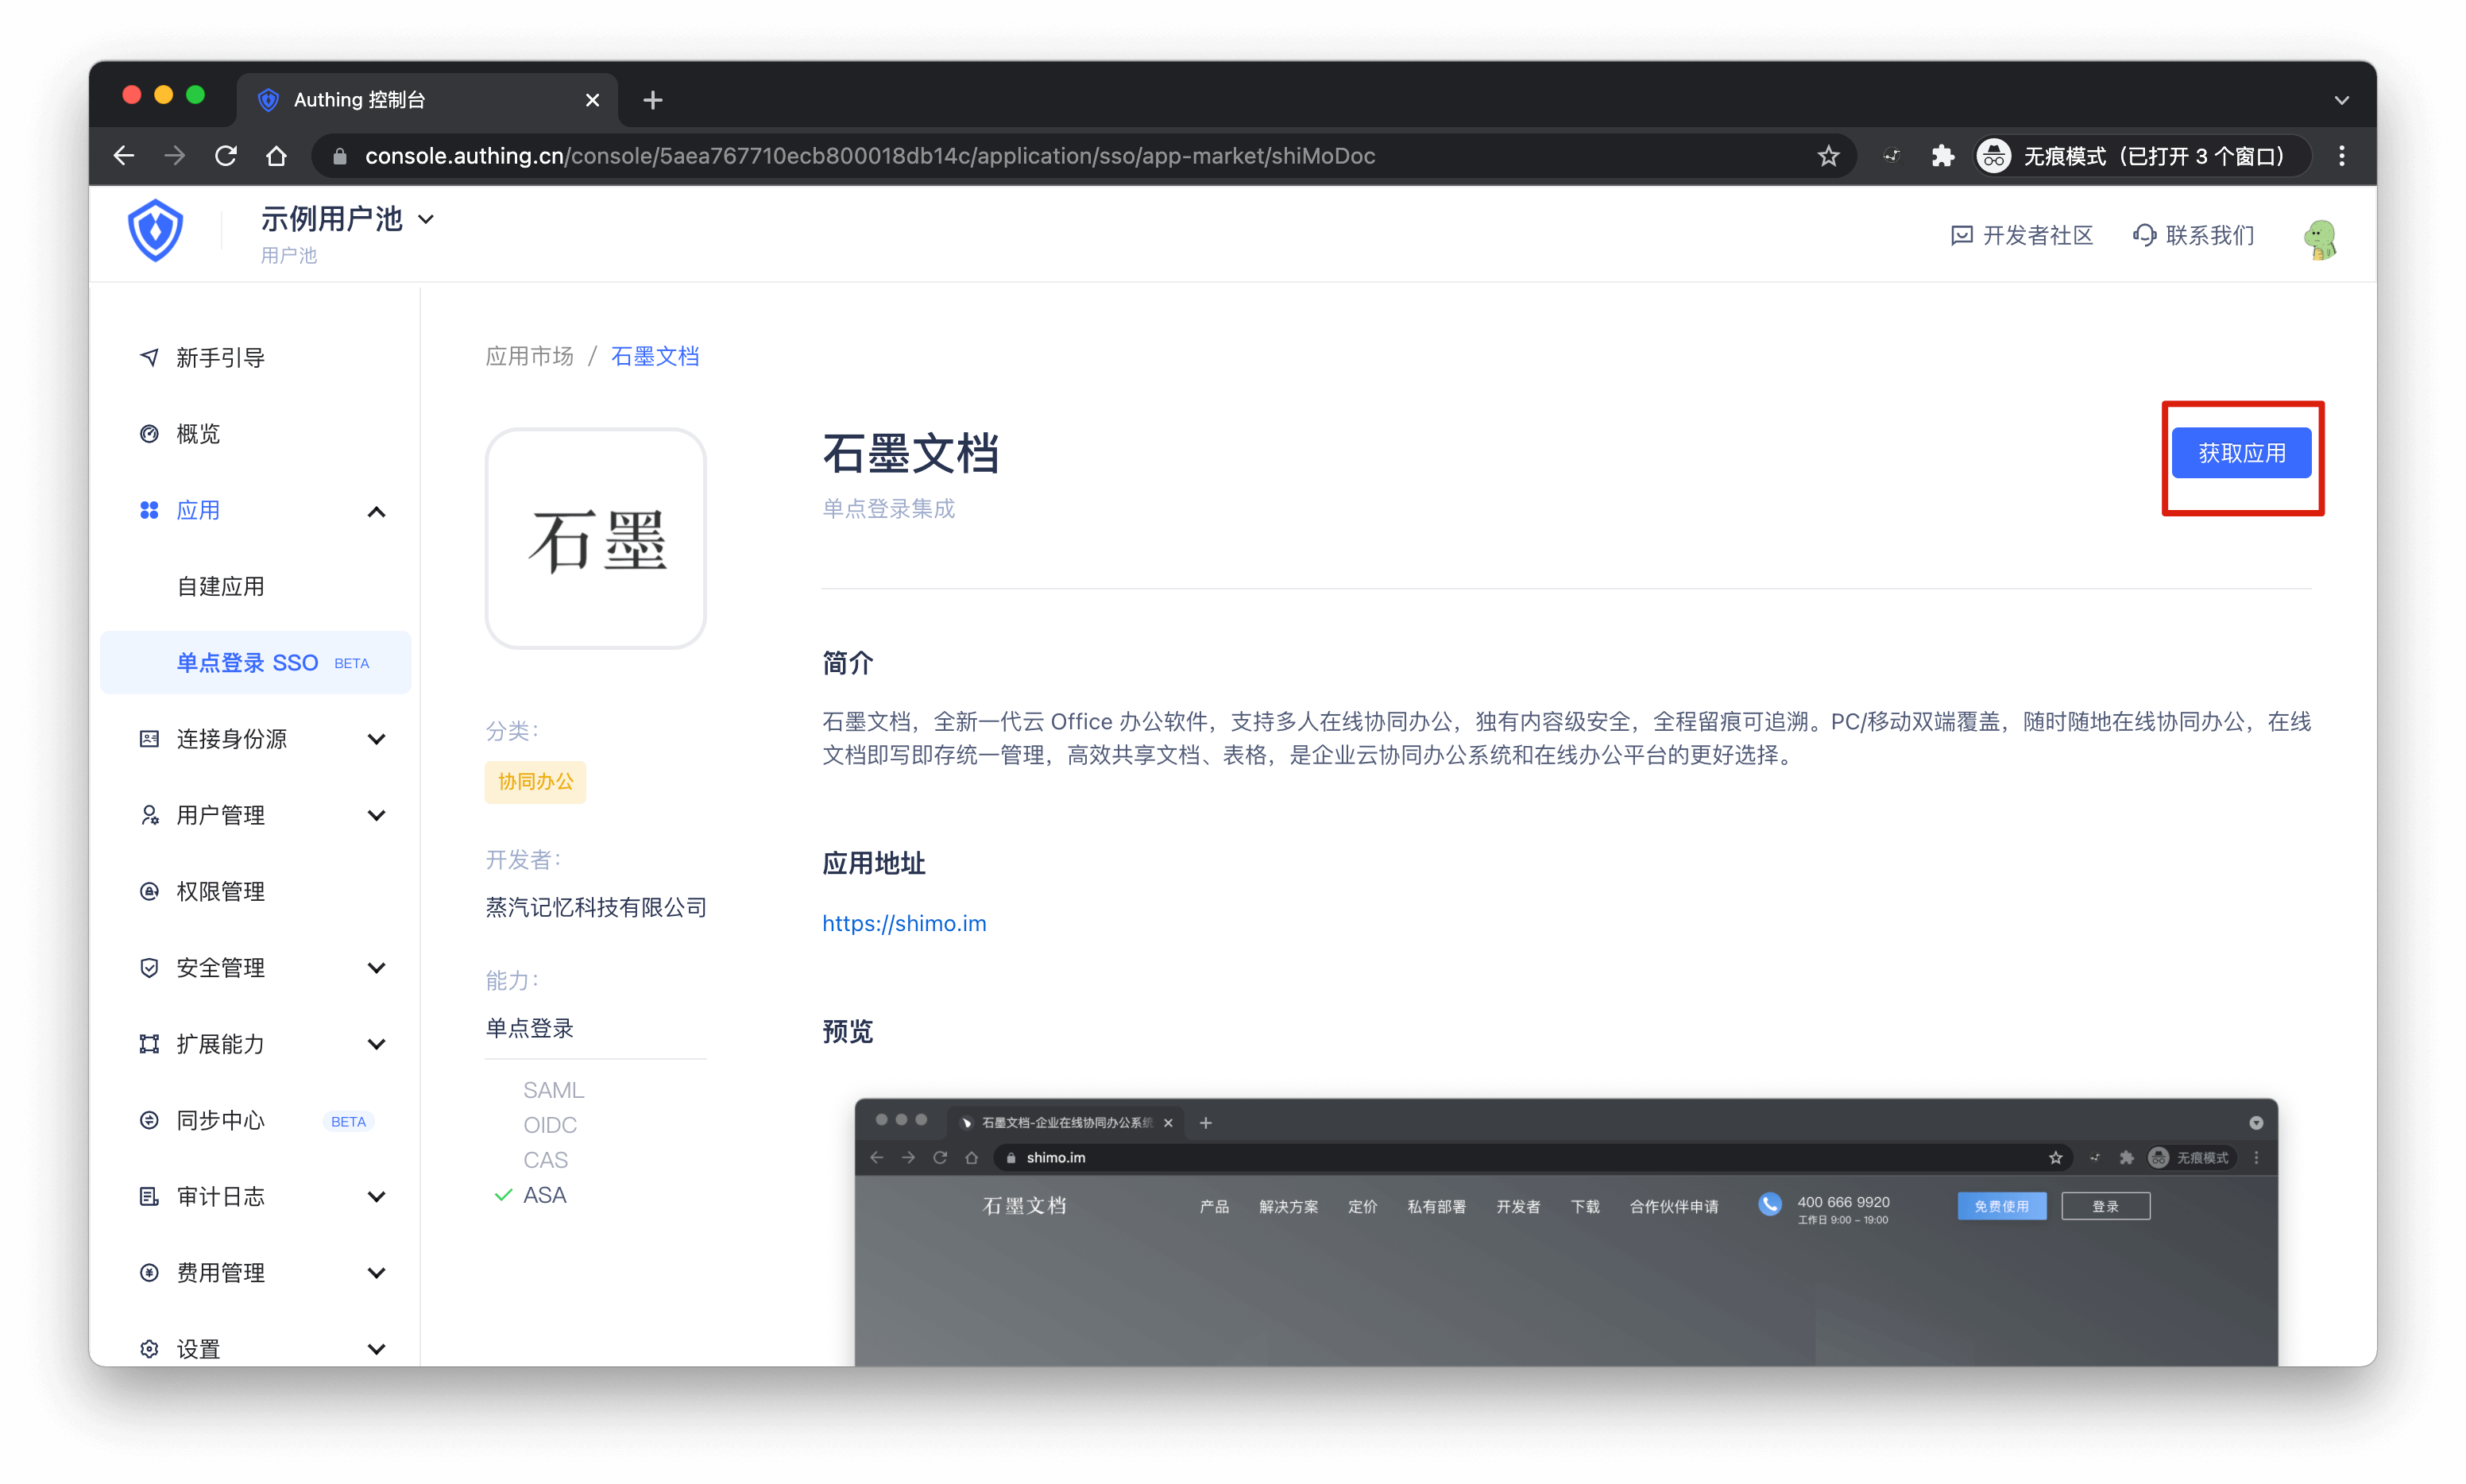 Authing 控制台
console.authing.cn/console/5aea767710ecb800018db14c/application/sso/app-market/shiMoDoc
无痕模式（已打开 3 个窗口）
示例用户池
用户池
开发者社区
联系我们
新手引导
概览
应用
自建应用
单点登录 SSO BETA
连接身份源
用户管理
权限管理
安全管理
扩展能力
同步中心 BETA
审计日志
费用管理
设置
应用市场 / 石墨文档
石墨
分类：
协同办公
开发者：
蒸汽记忆科技有限公司
能力：
单点登录
SAML
OIDC
CAS
ASA
石墨文档
获取应用
单点登录集成
简介
石墨文档，全新一代云 Office 办公软件，支持多人在线协同办公，独有内容级安全，全程留痕可追溯。PC/移动双端覆盖，随时随地在线协同办公，在线
文档即写即存统一管理，高效共享文档、表格，是企业云协同办公系统和在线办公平台的更好选择。
应用地址
https://shimo.im
预览
石墨文档-企业在线协同办公系统
shimo.im
无痕模式
石墨文档
产品 解决方案 定价 私有部署 开发者 下载 合作伙伴申请
400 666 9920
工作日 9:00 - 19:00
免费使用
登录